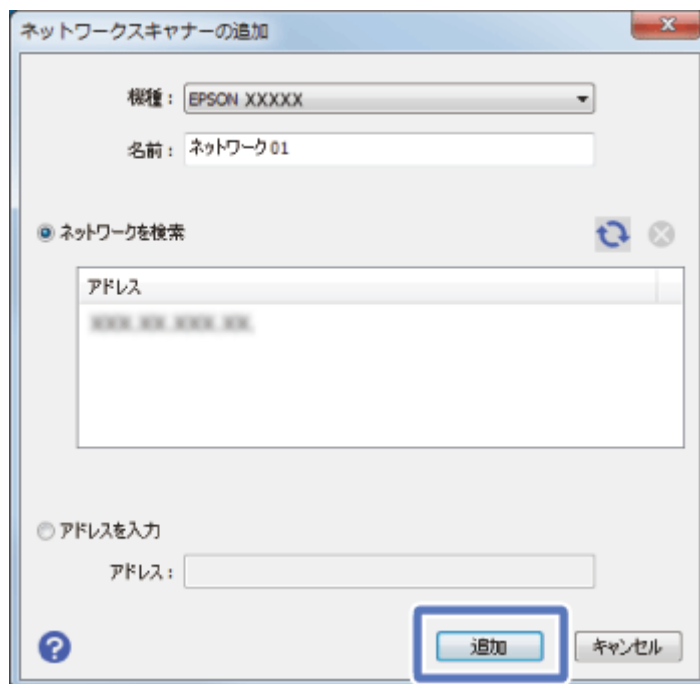 ネットワークスキャナーの追加
機種：EPSON XXXXX
名前：ネットワーク01
ネットワークを検索
アドレス
アドレスを入力
アドレス：
追加
キャンセル